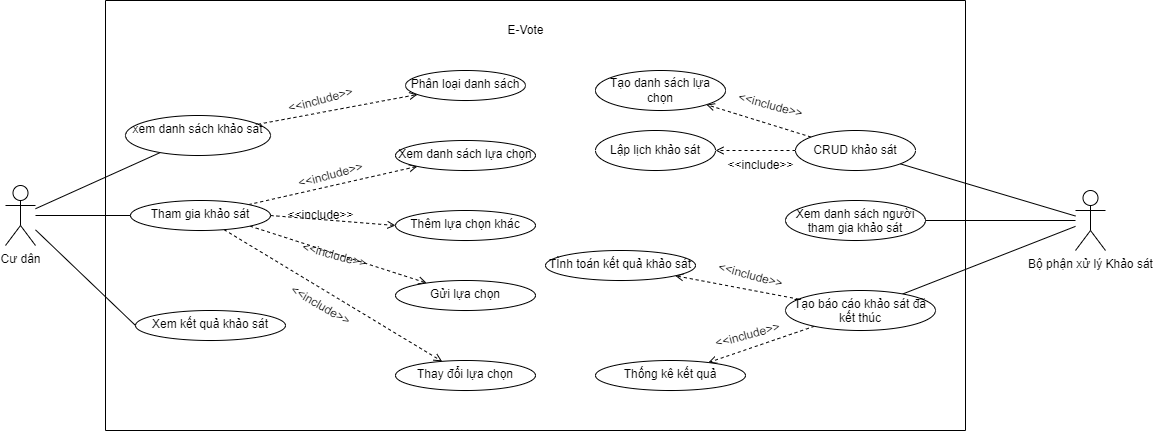 E-Vote
Phân loại danh sách
<<include>>
xem danh sách khảo sát
Xem danh sách lựa chọn
<<include>>
Tham gia khảo sát
<<include>>
Thêm lựa chọn khác
<<include>>
Cư dân
Gửi lựa chọn
<<include>>
Xem kết quả khảo sát
Thay đổi lựa chọn
Tạo danh sách lựa
chọn
<<include>>
Lập lịch khảo sát
CRUD khảo sát
<<include>>
Xem danh sách người
tham gia khảo sát
Bộ phận xử lý Khảo sát
Tính toán kết quả khảo sát
<<include>>
Tạo báo cáo khảo sát đã
kết thúc
<<include>>
Thống kê kết quả